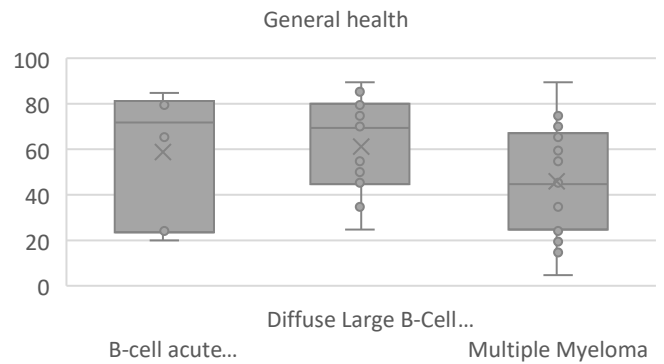 General health
100
80
60
40
20
0
Diffuse Large B-Cell…
B-cell acute…
Multiple Myeloma